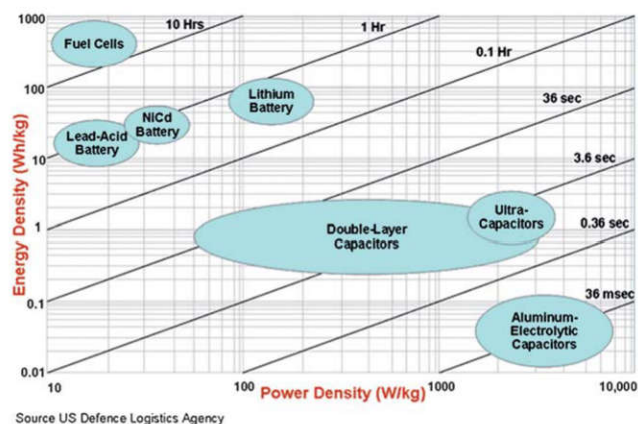 1000
100
10
1
0.1
0.01
Energy Density (Wh/kg)
Fuel Cells
10 Hrs
1 Hr
0.1 Hr
36 sec
3.6 sec
0.36 sec
36 msec
Lead-Acid
Battery
NiCd
Battery
Lithium
Battery
Double-Layer
Capacitors
Ultra-
Capacitors
Aluminum-
Electrolytic
Capacitors
10
100
1000
10,000
Power Density (W/kg)
Source US Defence Logistics Agency